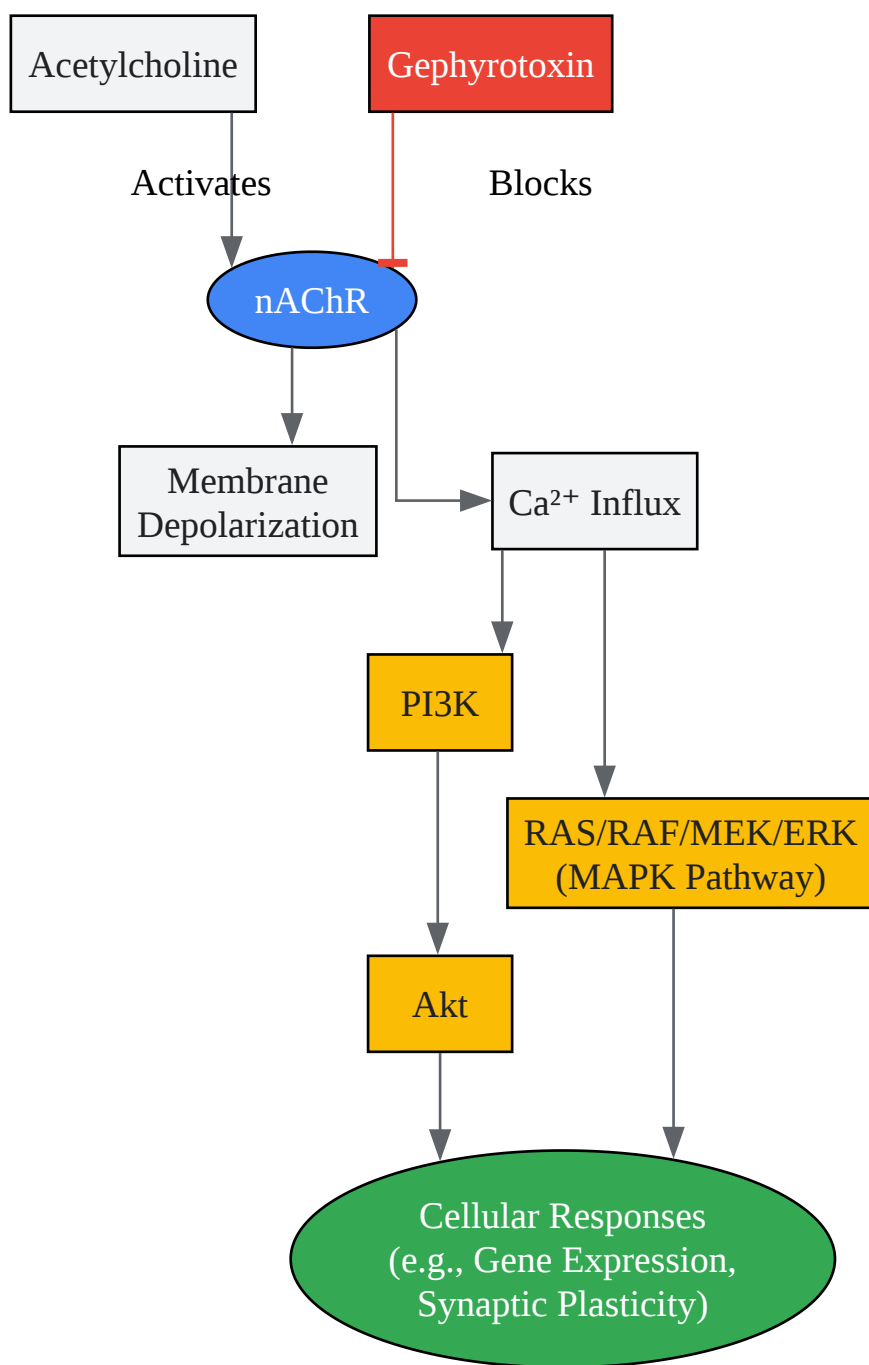 Acetylcholine
Gephyrotoxin
Activates
Blocks
nAChR
Membrane
Depolarization
Ca²⁺ Influx
PI3K
RAS/RAF/MEK/ERK
(MAPK Pathway)
Akt
Cellular Responses
(e.g., Gene Expression,
Synaptic Plasticity)